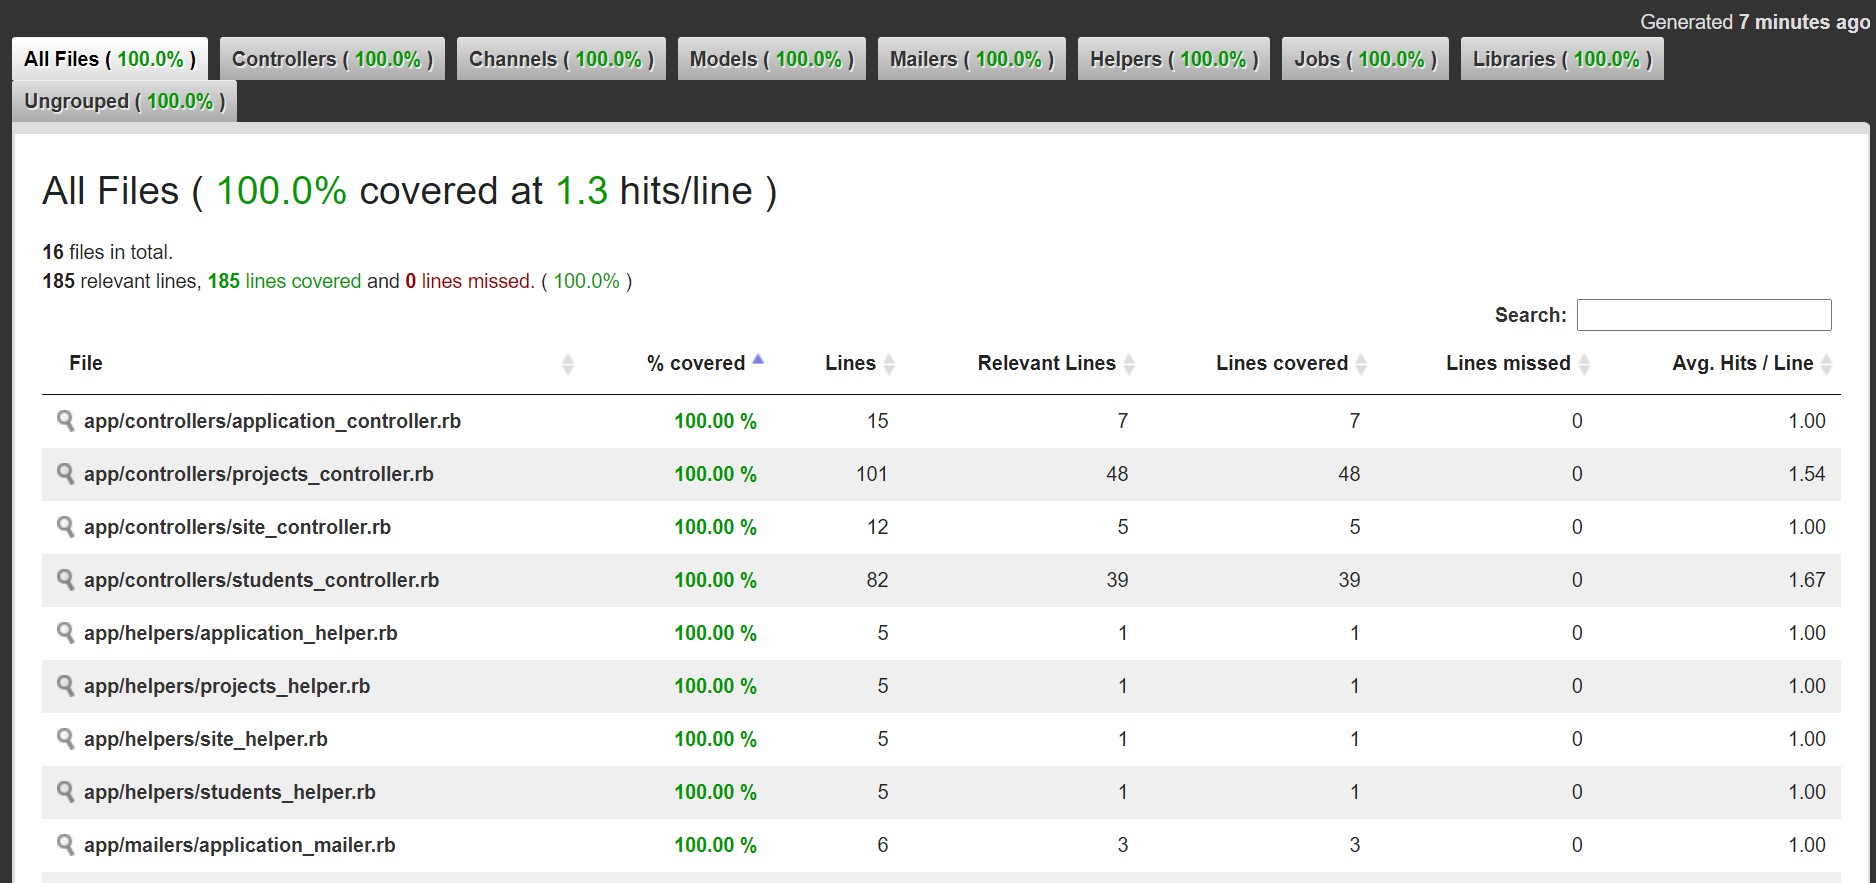 Generated 7 minutes ago
All Files ( 100.0% ) Controllers ( 100.0% ) Channels ( 100.0% ) Models ( 100.0% ) Mailers ( 100.0% ) Helpers ( 100.0% ) Jobs ( 100.0% ) Libraries ( 100.0% )
Ungrouped ( 100.0% )
All Files ( 100.0% covered at 1.3 hits/line )
16 files in total.
185 relevant lines, 185 lines covered and 0 lines missed. ( 100.0% )
Search:
File % covered Lines Relevant Lines Lines covered Lines missed Avg. Hits / Line
app/controllers/application_controller.rb 100.00 % 15 7 7 0 1.00
app/controllers/projects_controller.rb 100.00 % 101 48 48 0 1.54
app/controllers/site_controller.rb 100.00 % 12 5 5 0 1.00
app/controllers/students_controller.rb 100.00 % 82 39 39 0 1.67
app/helpers/application_helper.rb 100.00 % 5 1 1 0 1.00
app/helpers/projects_helper.rb 100.00 % 5 1 1 0 1.00
app/helpers/site_helper.rb 100.00 % 5 1 1 0 1.00
app/helpers/students_helper.rb 100.00 % 5 1 1 0 1.00
app/mailers/application_mailer.rb 100.00 % 6 3 3 0 1.00